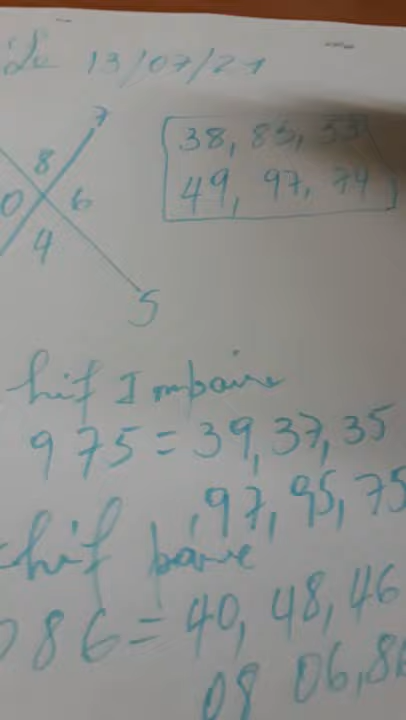 Le 13/07/21
7
38, 83, 33
8
49, 97, 74
0 6
4
5
hif Impaire
975 = 39, 37, 35
, 97, 95, 75
chif paire
086 = 40, 48, 46
08 06, 86